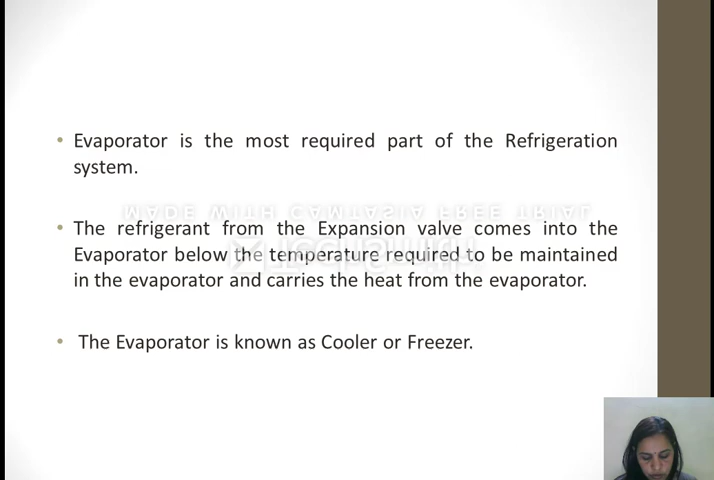 • Evaporator is the most required part of the Refrigeration
system.
MADE WITH CAMTASIA FREE TRIAL
• The refrigerant from the Expansion valve comes into the
Evaporator below the temperature required to be maintained
in the evaporator and carries the heat from the evaporator.
• The Evaporator is known as Cooler or Freezer.